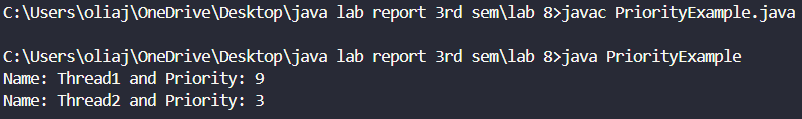 C:\Users\oliaj\OneDrive\Desktop\java lab report 3rd sem\lab 8>javac PriorityExample.java
C:\Users\oliaj\OneDrive\Desktop\java lab report 3rd sem\lab 8>java PriorityExample
Name: Thread1 and Priority: 9
Name: Thread2 and Priority: 3